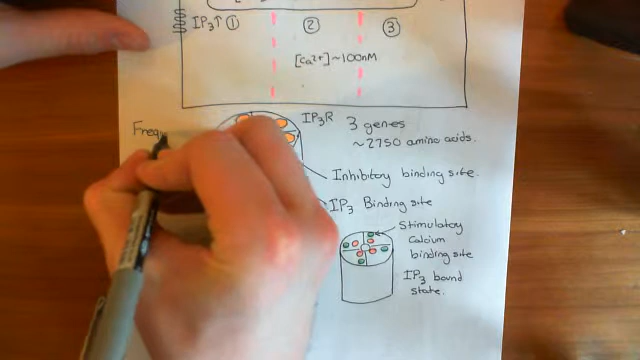 IP₃↑ ① ② ③
[Ca²⁺] ~100nM
IP₃R 3 genes
~2750 amino acids.
Frequ
Inhibitory binding site.
IP₃ Binding site
Stimulatory
Calcium
binding site
IP₃ bound
state.